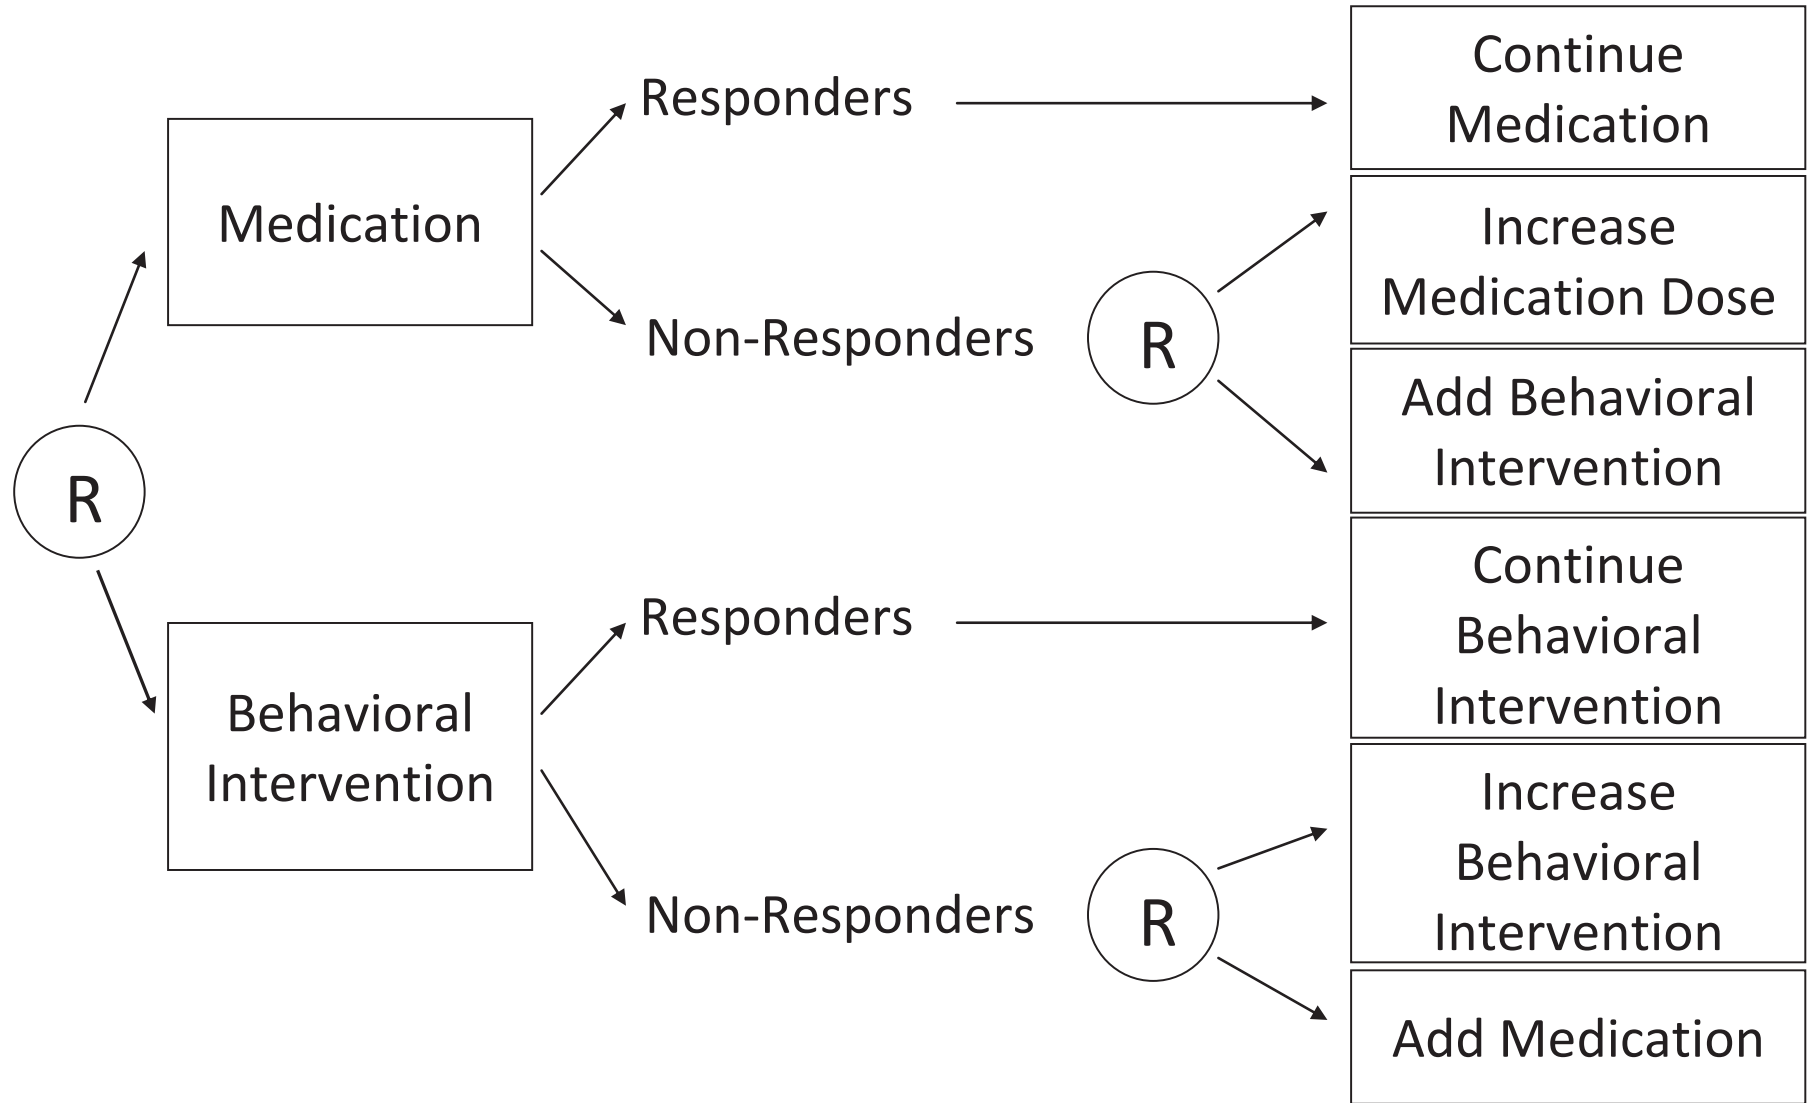 R
Medication
Behavioral
Intervention
Responders
Non-Responders
R
Responders
Non-Responders
R
Continue
Medication
Increase
Medication Dose
Add Behavioral
Intervention
Continue
Behavioral
Intervention
Increase
Behavioral
Intervention
Add Medication